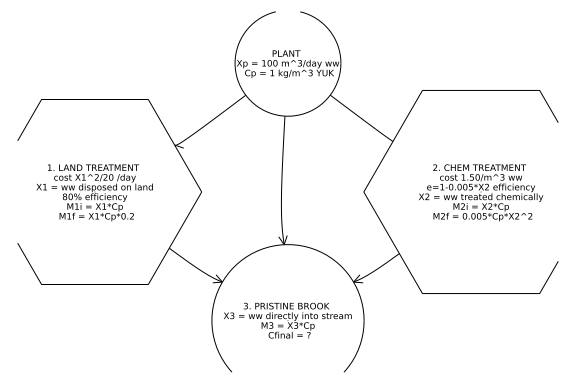 PLANT
Xp = 100 m^3/day ww
Cp = 1 kg/m^3 YUK
1. LAND TREATMENT
cost X1^2/20 /day
X1 = ww disposed on land
80% efficiency
M1i = X1*Cp
M1f = X1*Cp*0.2
2. CHEM TREATMENT
cost 1.50/m^3 ww
e=1-0.005*X2 efficiency
X2 = ww treated chemically
M2i = X2*Cp
M2f = 0.005*Cp*X2^2
3. PRISTINE BROOK
X3 = ww directly into stream
M3 = X3*Cp
Cfinal = ?